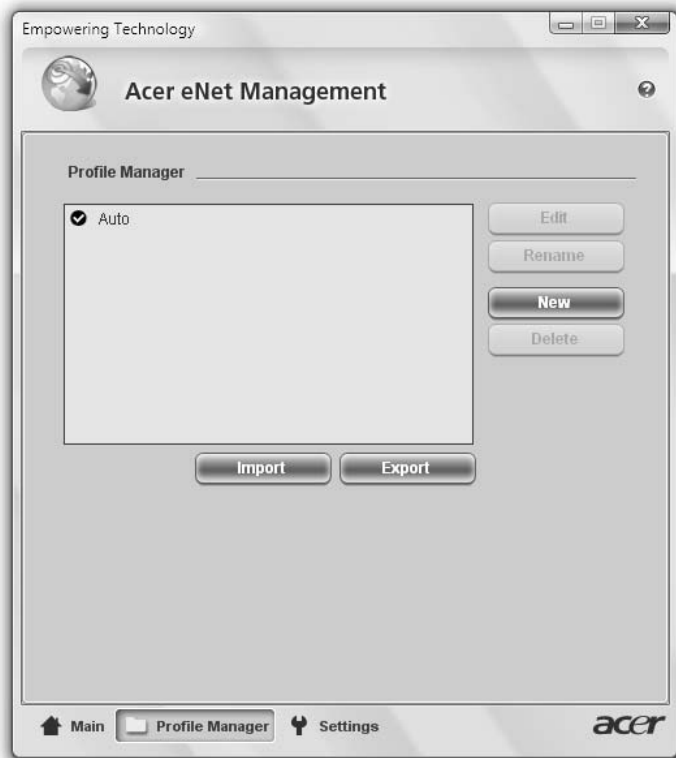 Empowering Technology
Acer eNet Management
Profile Manager
Auto
Edit
Rename
New
Delete
Import Export
Main Profile Manager Settings acer